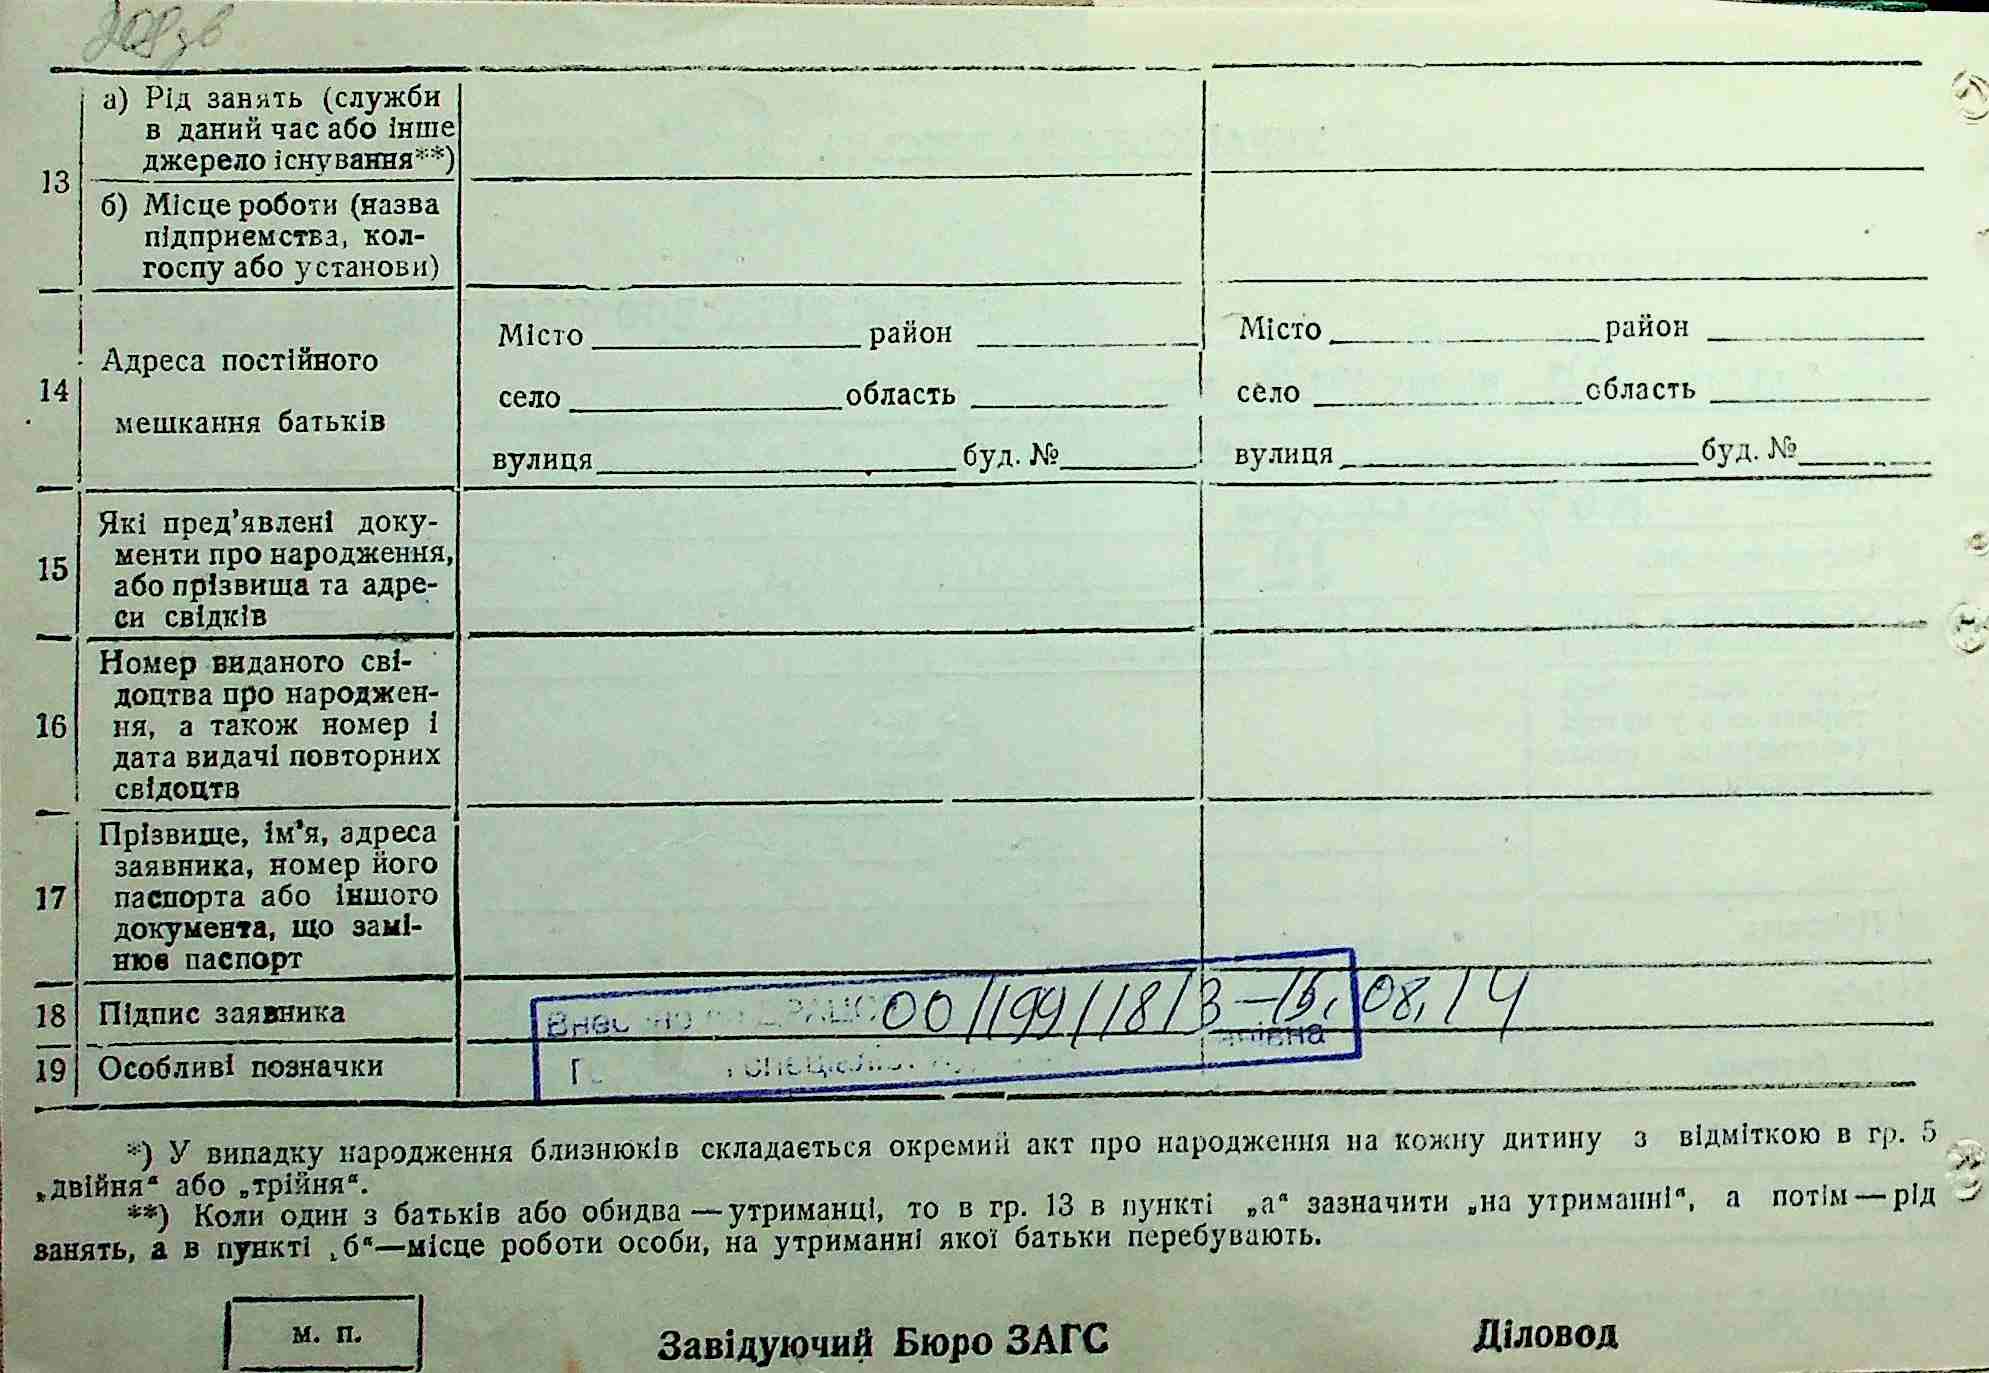 13
а) Рід занять (служби
в даний час або інше
джерело існування**)
б) Місце роботи (назва
підприємства, кол-
госпу або установи)
14
Адреса постійного
мешкання батьків
Місто район
село область
вулиця буд. №
Місто район
село область
вулиця буд. №
15
Які пред’явлені доку-
менти про народження,
або прізвища та адре-
си свідків
16
Номер виданого сві-
доцтва про народжен-
ня, а також номер і
дата видачі повторних
свідоцтв
17
Прізвище, ім’я, адреса
заявника, номер його
паспорта або іншого
документа, що замі-
нює паспорт
18 Підпис заявника
19 Особливі позначки
*) У випадку народження близнюків складається окремий акт про народження на кожну дитину з відміткою в гр. 5
„двійня“ або „трійня“.
**) Коли один з батьків або обидва — утриманці, то в гр. 13 в пункті „а“ зазначити „на утриманні“, а потім — рід
занять, а в пункті „б“—місце роботи особи, на утриманні якої батьки перебувають.
м. п.
Завідуючий Бюро ЗАГС
Діловод